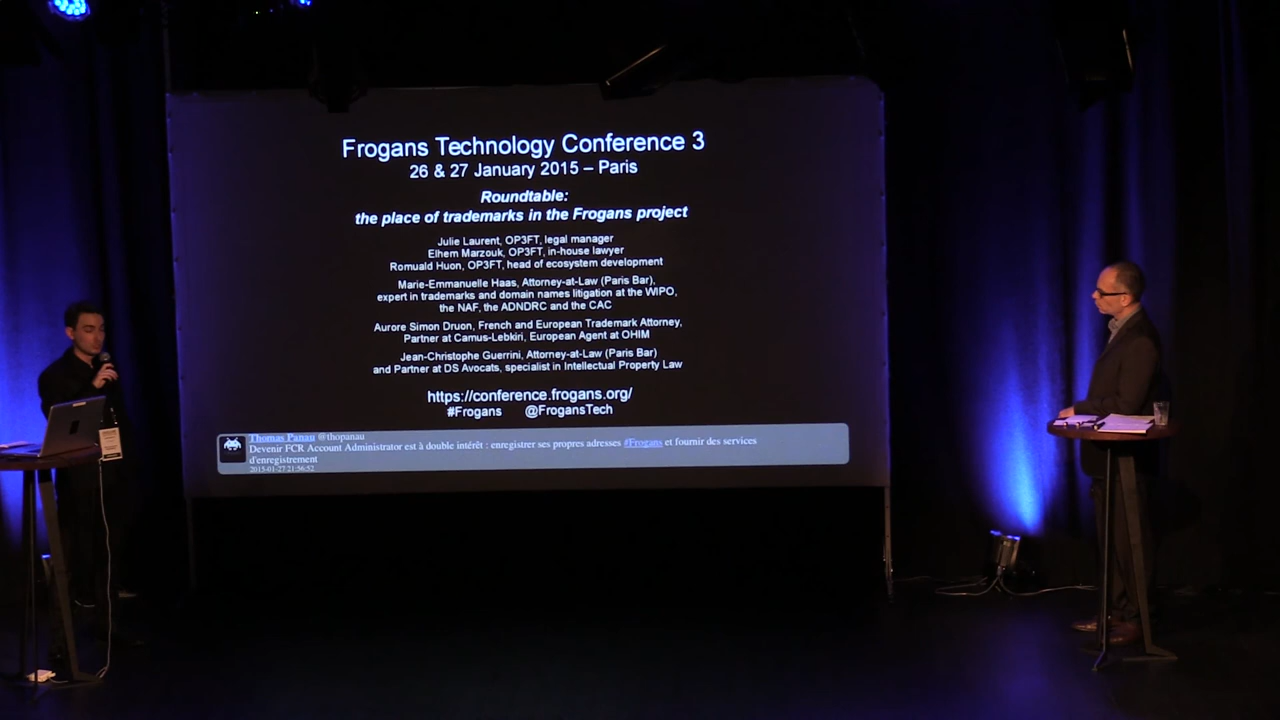 Frogans Technology Conference 3
26 & 27 January 2015 – Paris
Roundtable:
the place of trademarks in the Frogans project
Julie Laurent, OP3FT, legal manager
Elhem Marzouk, OP3FT, in-house lawyer
Romuald Huon, OP3FT, head of ecosystem development
Marie-Emmanuelle Haas, Attorney-at-Law (Paris Bar),
expert in trademarks and domain names litigation at the WIPO,
the NAF, the ADNDRC and the CAC
Aurore Simon Druon, French and European Trademark Attorney,
Partner at Camus-Lebkiri, European Agent at OHIM
Jean-Christophe Guerrini, Attorney-at-Law (Paris Bar)
and Partner at DS Avocats, specialist in Intellectual Property Law
https://conference.frogans.org/
#Frogans @FrogansTech
Thomas Panau @thopanau
Devenir FCR Account Administrator est à double intérêt : enregistrer ses propres adresses #Frogans et fournir des services
d'enregistrement
2015-01-27 21:56:52